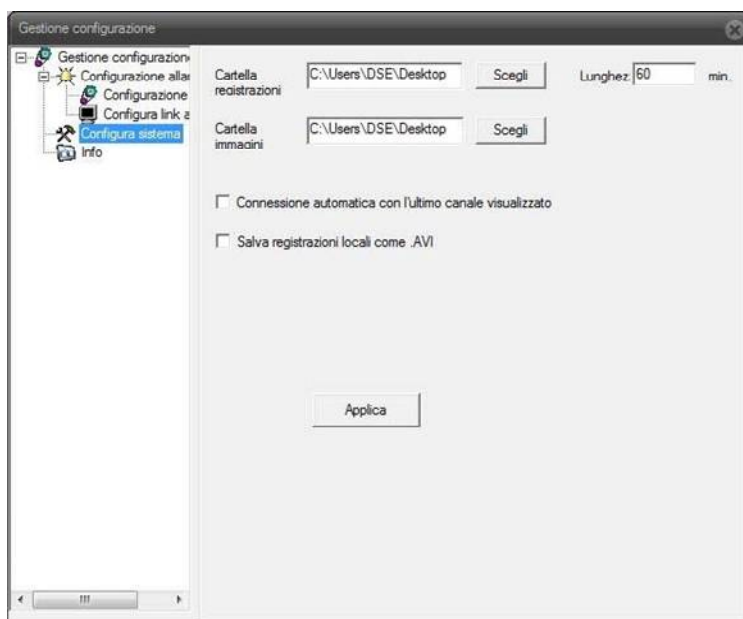 Gestione configurazione
Gestione configurazion
Configurazione allar
Configurazione
Configura link a
Configura sistema
Info
Cartella
registrazioni
C:\Users\DSE\Desktop
Scegli
Lunghez.
60
min.
Cartella
immagini
C:\Users\DSE\Desktop
Scegli
Connessione automatica con l'ultimo canale visualizzato
Salva registrazioni locali come .AVI
Applica